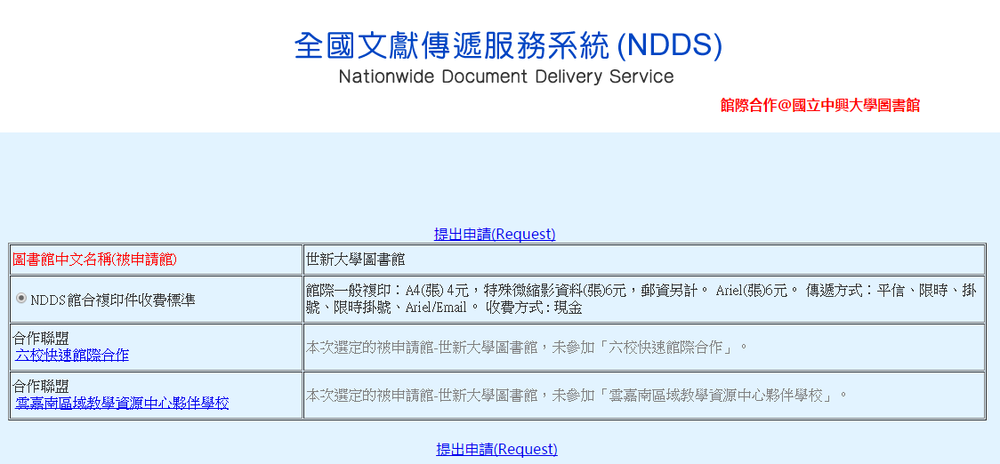 全國文獻傳遞服務系統 (NDDS)
Nationwide Document Delivery Service
館際合作@國立中興大學圖書館
提出申請(Request)
圖書館中文名稱(被申請館)
世新大學圖書館
NDDS館合複印件收費標準
館際一般複印：A4(張) 4元，特殊微縮影資料(張)6元，郵資另計。 Ariel(張)6元。 傳遞方式：平信、限時、掛
號、限時掛號、Ariel/Email。 收費方式 : 現金
合作聯盟
六校快速館際合作
本次選定的被申請館-世新大學圖書館，未參加「六校快速館際合作」。
合作聯盟
雲嘉南區域教學資源中心夥伴學校
本次選定的被申請館-世新大學圖書館，未參加「雲嘉南區域教學資源中心夥伴學校」。
提出申請(Request)